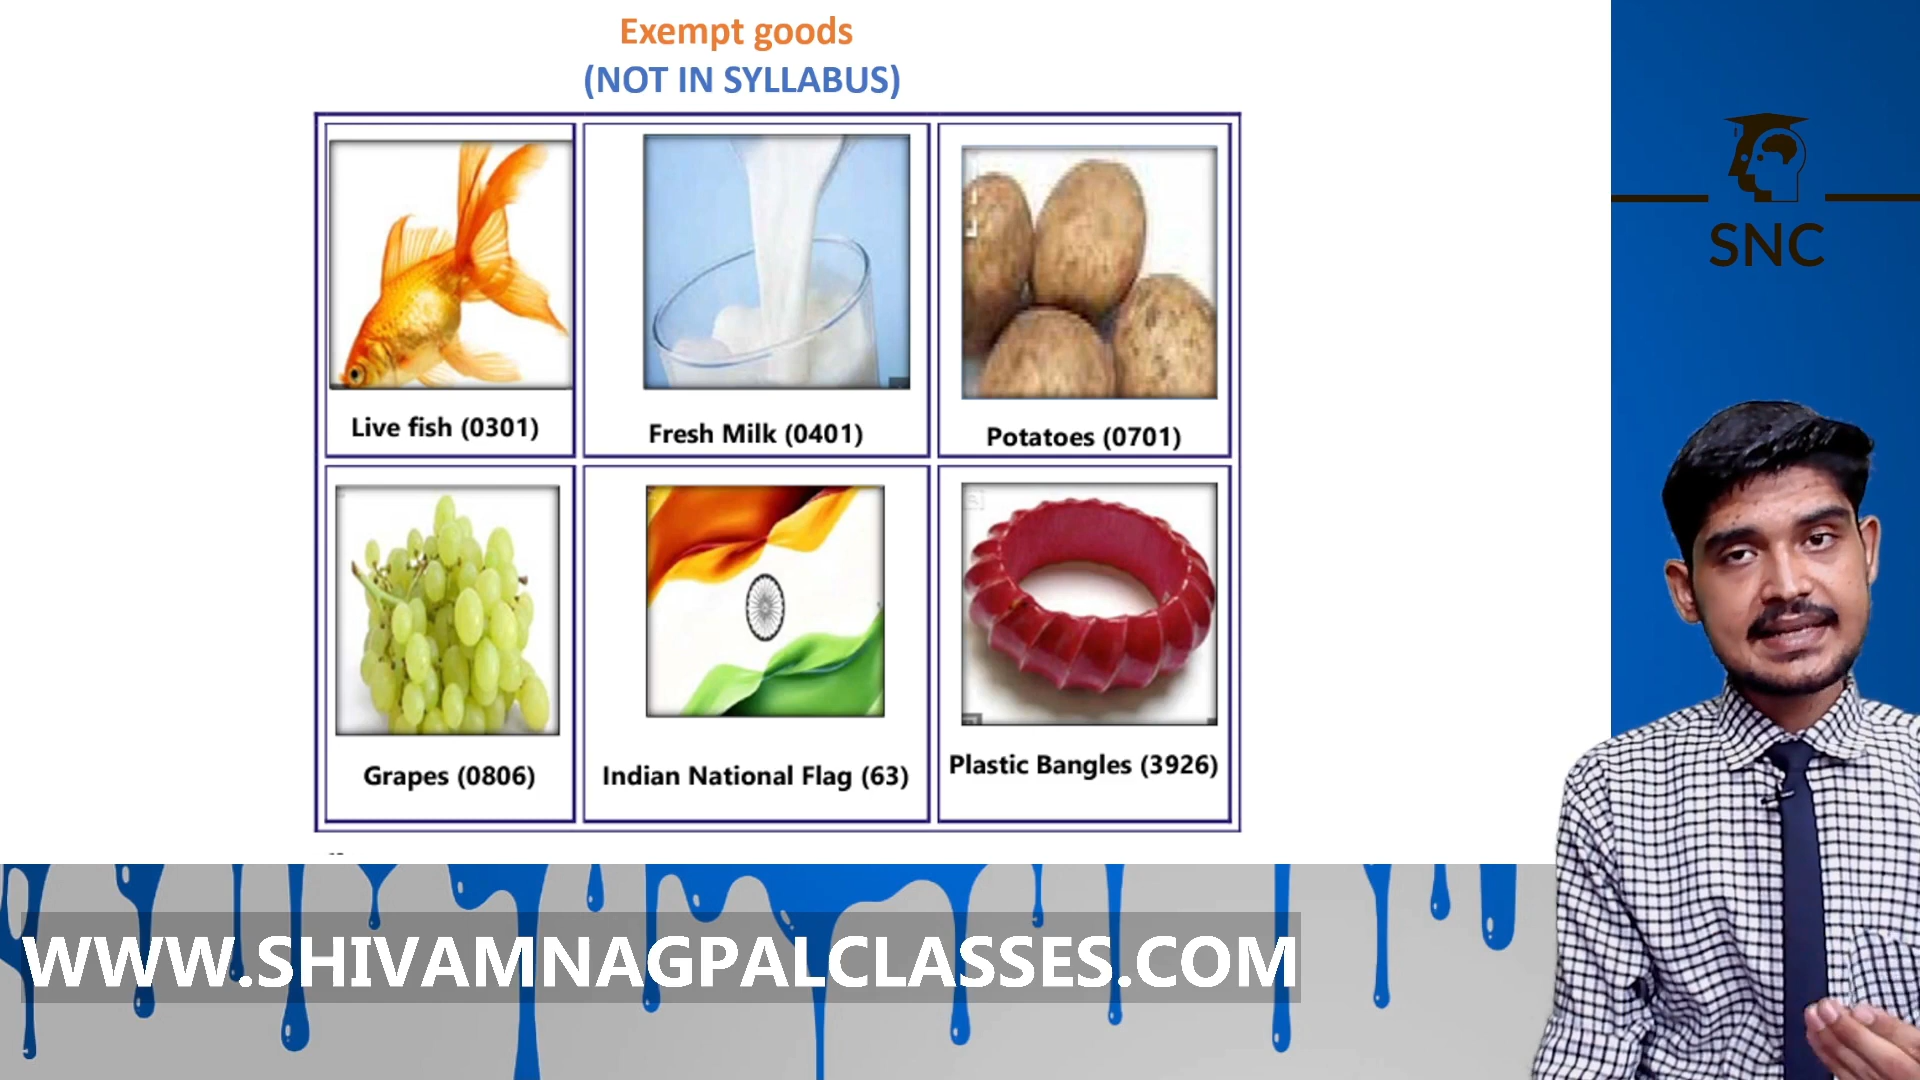 Exempt goods
(NOT IN SYLLABUS)
Live fish (0301)
Fresh Milk (0401)
Potatoes (0701)
Grapes (0806)
Indian National Flag (63)
Plastic Bangles (3926)
SNC
WWW.SHIVAMNAGPALCLASSES.COM